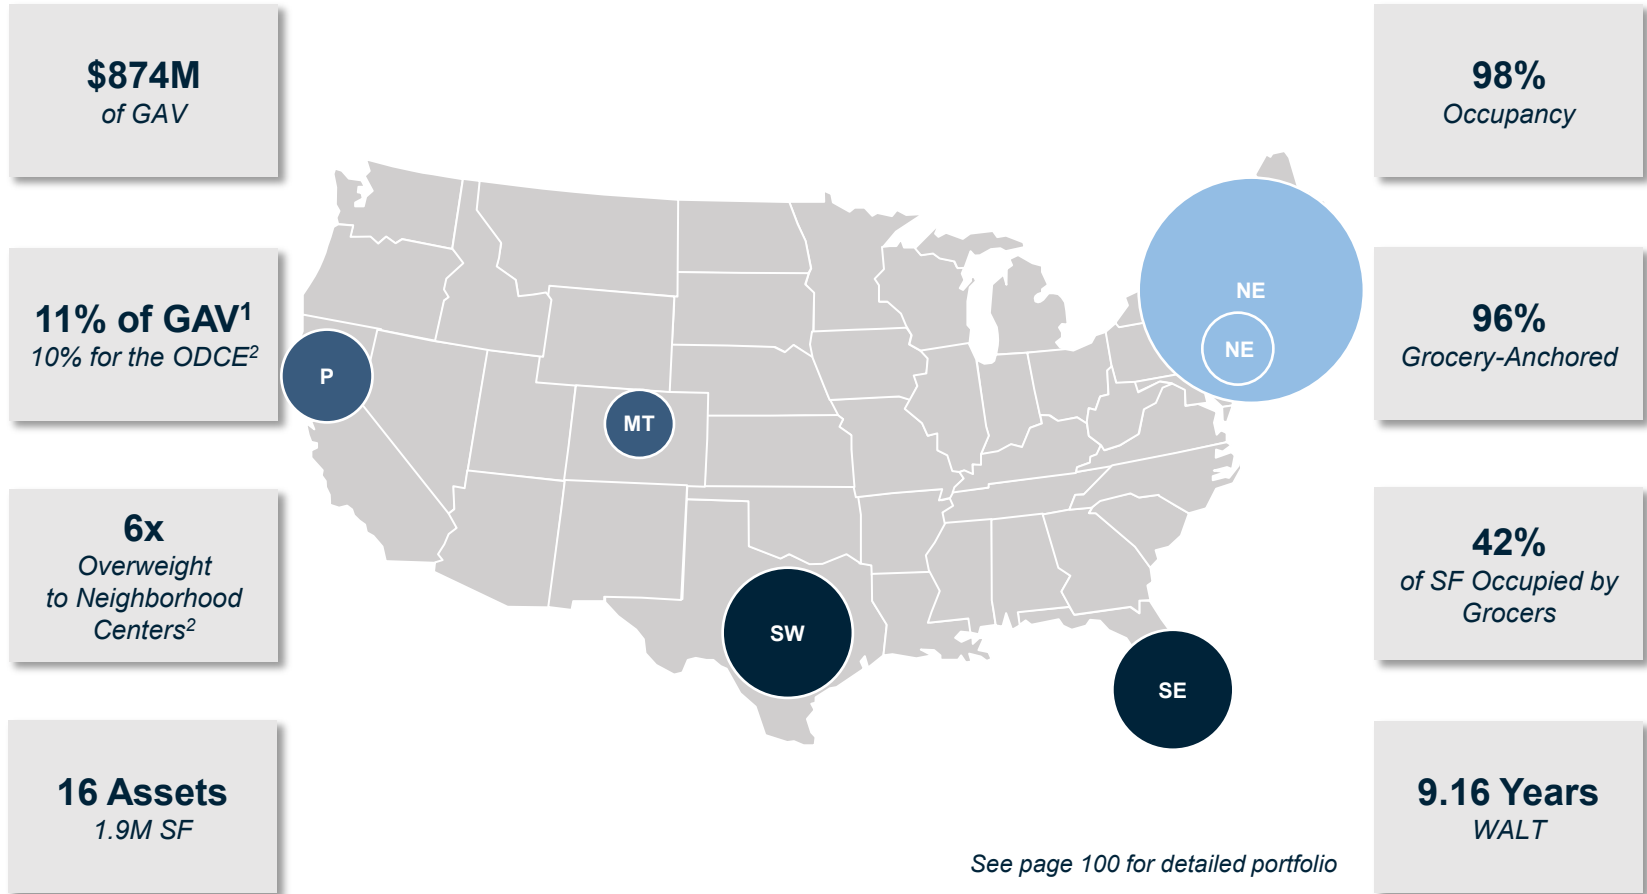 $874M
of GAV
11% of GAV¹
10% for the ODCE²
6x
Overweight
to Neighborhood
Centers²
16 Assets
1.9M SF
NE
NE
P
MT
SW
SE
98%
Occupancy
96%
Grocery-Anchored
42%
of SF Occupied by
Grocers
9.16 Years
WALT
See page 100 for detailed portfolio